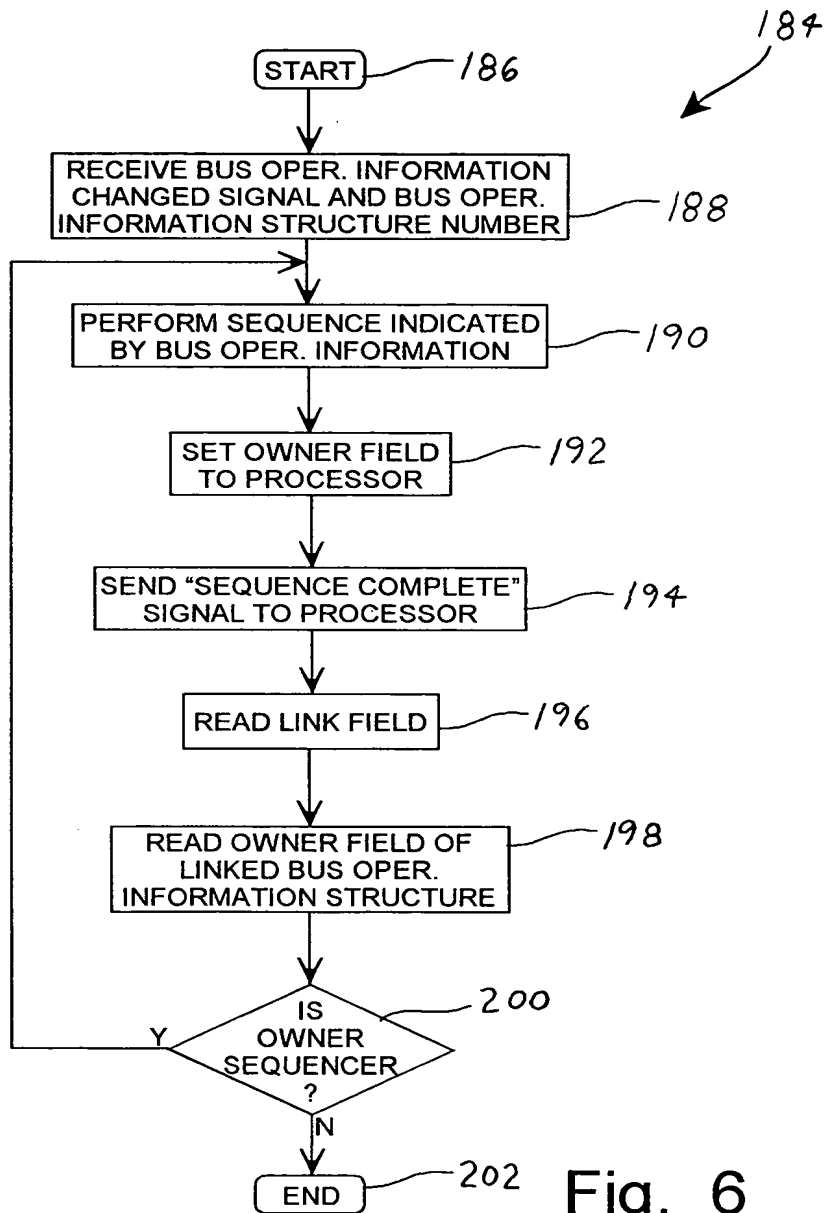 184
START
186
RECEIVE BUS OPER. INFORMATION
CHANGED SIGNAL AND BUS OPER.
INFORMATION STRUCTURE NUMBER
188
PERFORM SEQUENCE INDICATED
BY BUS OPER. INFORMATION
190
SET OWNER FIELD
TO PROCESSOR
192
SEND “SEQUENCE COMPLETE”
SIGNAL TO PROCESSOR
194
READ LINK FIELD
196
READ OWNER FIELD OF
LINKED BUS OPER.
INFORMATION STRUCTURE
198
IS
OWNER
SEQUENCER
?
200
Y
N
END
202
Fig. 6